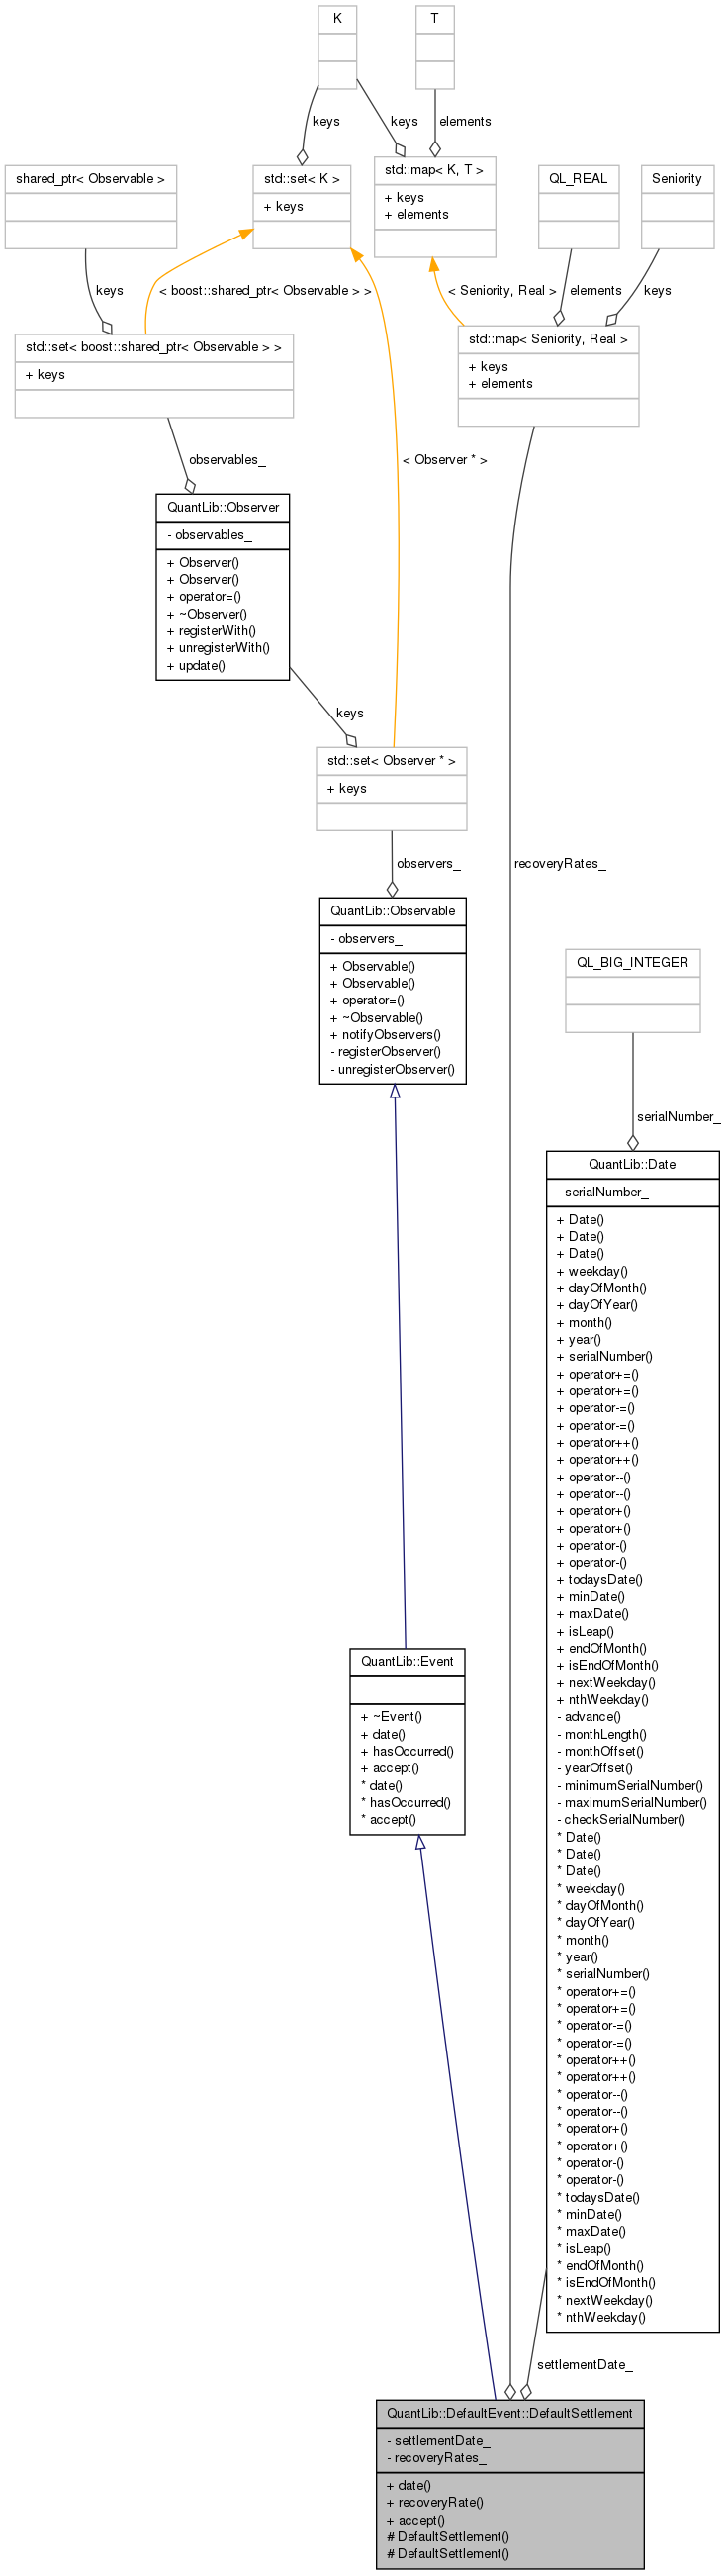 K
T
keys
keys
elements
shared_ptr< Observable >
std::set< K >
+ keys
std::map< K, T >
+ keys
+ elements
QL_REAL
Seniority
keys
< boost::shared_ptr< Observable > >
< Seniority, Real >
elements
keys
std::set< boost::shared_ptr< Observable > >
+ keys
std::map< Seniority, Real >
+ keys
+ elements
observables_
< Observer * >
QuantLib::Observer
- observables_
+ Observer()
+ Observer()
+ operator=()
+ ~Observer()
+ registerWith()
+ unregisterWith()
+ update()
keys
std::set< Observer * >
+ keys
observers_
recoveryRates_
QuantLib::Observable
- observers_
+ Observable()
+ Observable()
+ operator=()
+ ~Observable()
+ notifyObservers()
- registerObserver()
- unregisterObserver()
QL_BIG_INTEGER
serialNumber_
QuantLib::Date
- serialNumber_
+ Date()
+ Date()
+ Date()
+ weekday()
+ dayOfMonth()
+ dayOfYear()
+ month()
+ year()
+ serialNumber()
+ operator+=()
+ operator+=()
+ operator-=()
+ operator-=()
+ operator++()
+ operator++()
+ operator--()
+ operator--()
+ operator+()
+ operator+()
+ operator-()
+ operator-()
+ todaysDate()
+ minDate()
+ maxDate()
+ isLeap()
+ endOfMonth()
+ isEndOfMonth()
+ nextWeekday()
+ nthWeekday()
- advance()
- monthLength()
- monthOffset()
- yearOffset()
- minimumSerialNumber()
- maximumSerialNumber()
- checkSerialNumber()
* Date()
* Date()
* Date()
* weekday()
* dayOfMonth()
* dayOfYear()
* month()
* year()
* serialNumber()
* operator+=()
* operator+=()
* operator-=()
* operator-=()
* operator++()
* operator++()
* operator--()
* operator--()
* operator+()
* operator+()
* operator-()
* operator-()
* todaysDate()
* minDate()
* maxDate()
* isLeap()
* endOfMonth()
* isEndOfMonth()
* nextWeekday()
* nthWeekday()
QuantLib::Event
+ ~Event()
+ date()
+ hasOccurred()
+ accept()
* date()
* hasOccurred()
* accept()
settlementDate_
QuantLib::DefaultEvent::DefaultSettlement
- settlementDate_
- recoveryRates_
+ date()
+ recoveryRate()
+ accept()
# DefaultSettlement()
# DefaultSettlement()